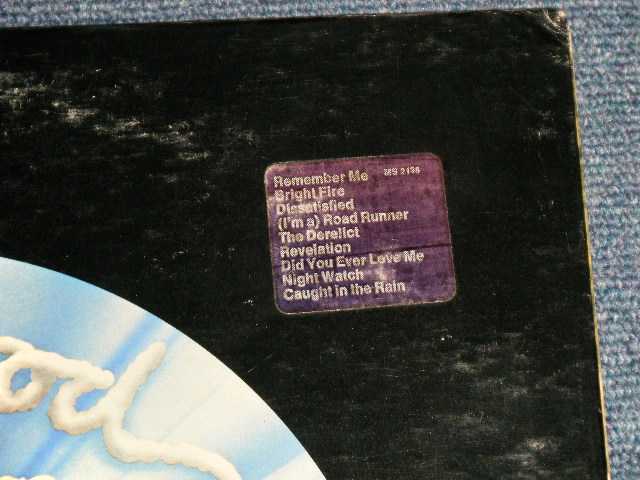 Remember Me MS 2136
Bright Fire
Dissatisfied
(I'm a) Road Runner
The Derelict
Revelation
Did You Ever Love Me
Night Watch
Caught in the Rain